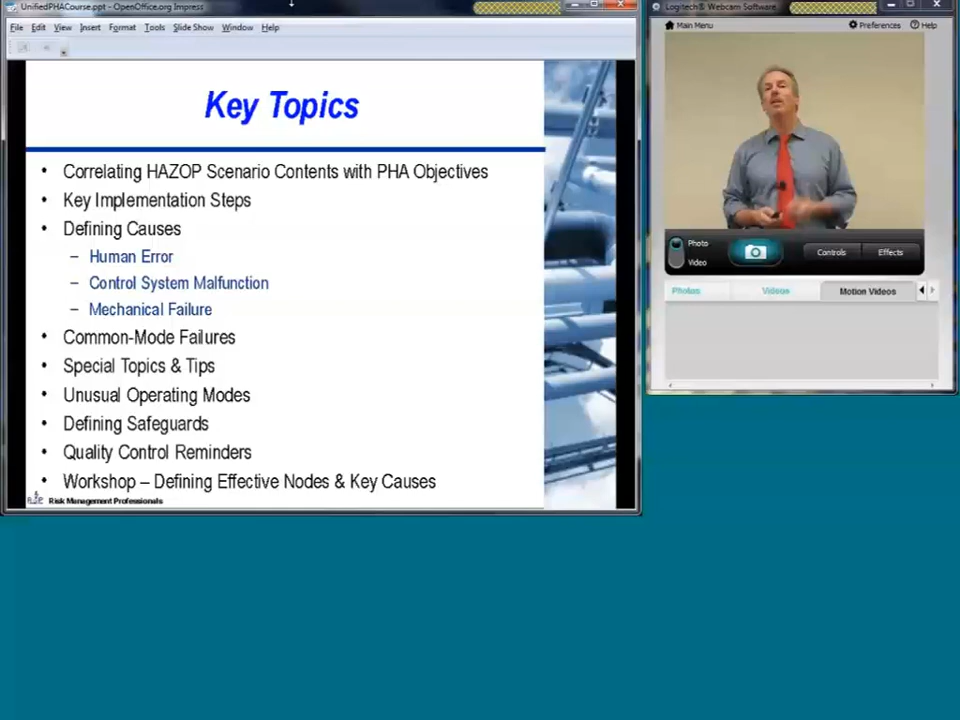 UnifiedPHACourse.ppt - OpenOffice.org Impress
File Edit View Insert Format Tools Slide Show Window Help
Key Topics
• Correlating HAZOP Scenario Contents with PHA Objectives
• Key Implementation Steps
• Defining Causes
– Human Error
– Control System Malfunction
– Mechanical Failure
• Common-Mode Failures
• Special Topics & Tips
• Unusual Operating Modes
• Defining Safeguards
• Quality Control Reminders
• Workshop – Defining Effective Nodes & Key Causes
Risk Management Professionals
Logitech® Webcam Software
Main Menu Preferences Help
Photo
Video
Controls Effects
Photos Videos Motion Videos